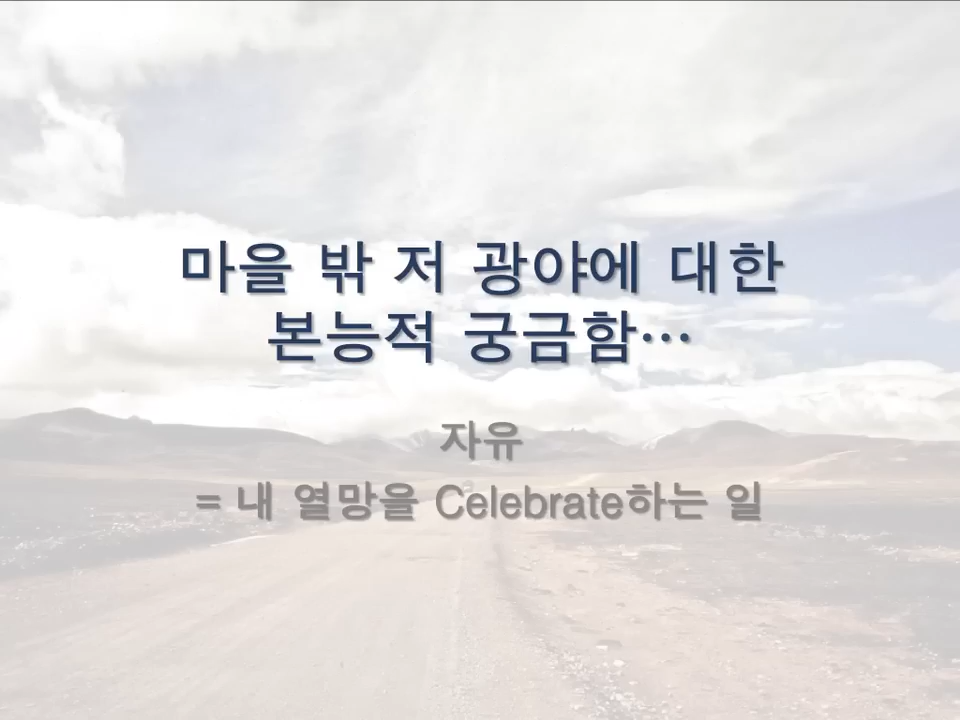 마을 밖 저 광야에 대한
본능적 궁금함…
자유
= 내 열망을 Celebrate하는 일